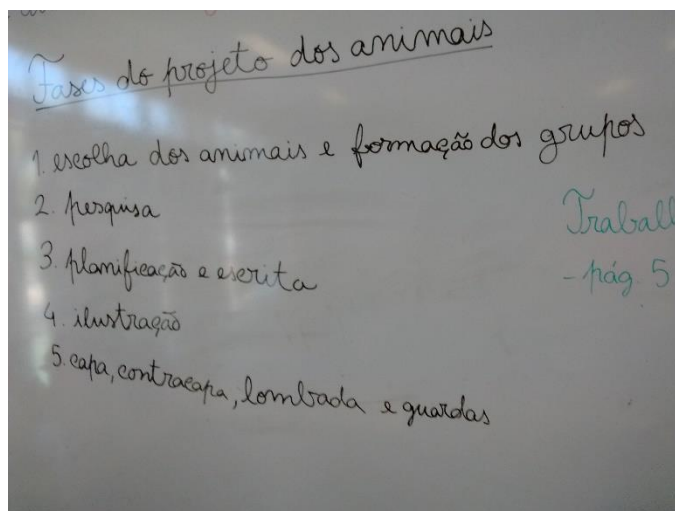 Fases do projeto dos animais
1. escolha dos animais e formação dos grupos
2. pesquisa
3. planificação e escrita
4. ilustração
5. capa, contracapa, lombada e guardas
- pág. 5